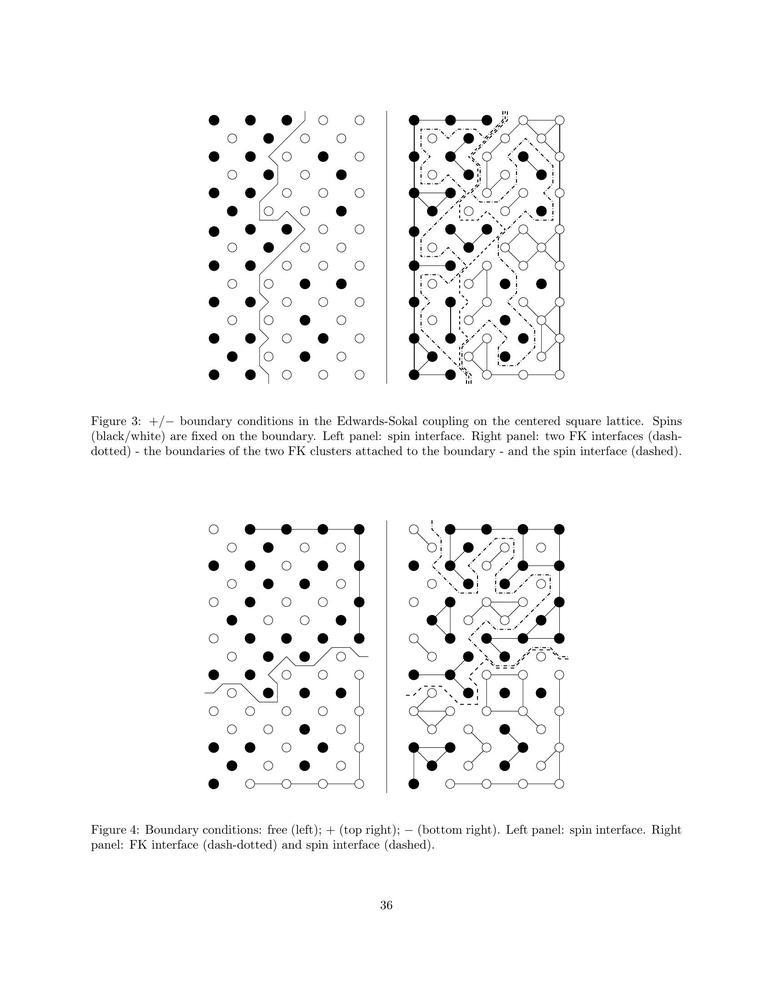 Figure 3: +/− boundary conditions in the Edwards-Sokal coupling on the centered square lattice. Spins
(black/white) are fixed on the boundary. Left panel: spin interface. Right panel: two FK interfaces (dash-
dotted) - the boundaries of the two FK clusters attached to the boundary - and the spin interface (dashed).
Figure 4: Boundary conditions: free (left); + (top right); − (bottom right). Left panel: spin interface. Right
panel: FK interface (dash-dotted) and spin interface (dashed).
36